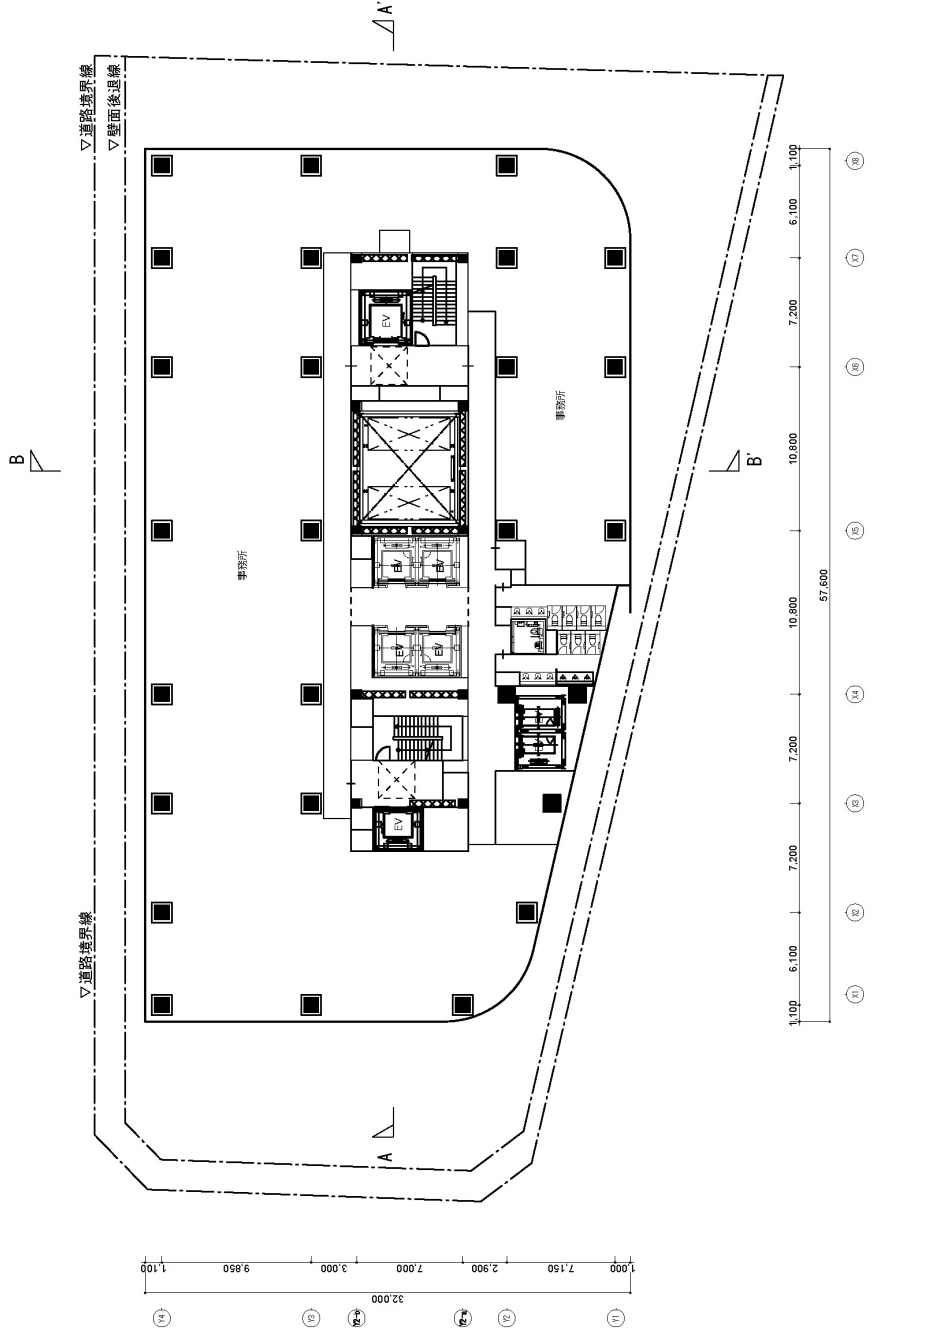 A'
▽道路境界線
▽壁面後退線
1,100
X8
6,100
X7
7,200
EV
X6
事務所
B
B'
10,800
X5
事務所
EV
EV
57,600
10,800
EV
EV
X4
EV
EV
7,200
X3
EV
7,200
▽道路境界線
X2
6,100
X1
1,100
A
1,100
9,850
3,000
7,000
2,900
7,150
1,000
32,000
Y4
Y3
Y2-b
Y2-a
Y2
Y1